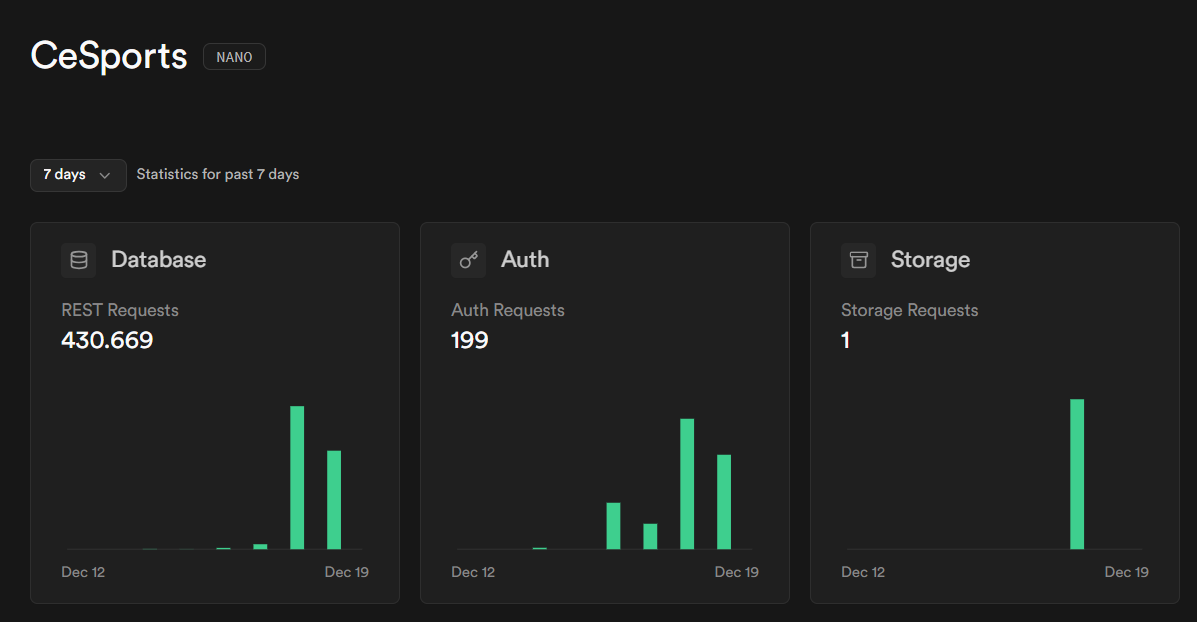 CeSports NANO
7 days Statistics for past 7 days
Database
REST Requests
430.669
Dec 12 Dec 19
Auth
Auth Requests
199
Dec 12 Dec 19
Storage
Storage Requests
1
Dec 12 Dec 19